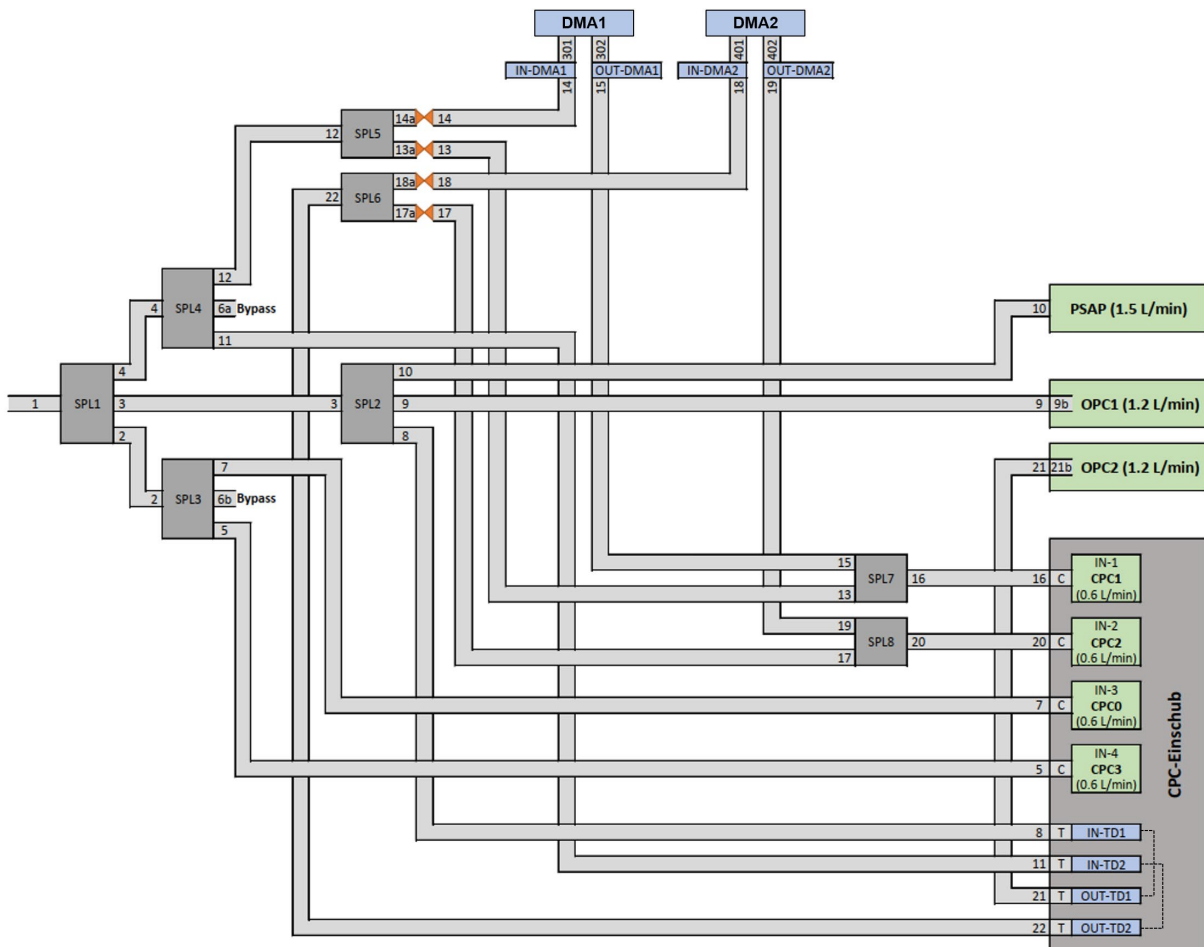 DMA1
DMA2
301
302
401
402
IN-DMA1
OUT-DMA1
IN-DMA2
OUT-DMA2
14
15
18
19
12
SPL5
14a
14
13a
13
22
SPL6
18a
18
17a
17
12
4
SPL4
6a
Bypass
11
10
PSAP (1.5 L/min)
4
1
SPL1
3
2
3
SPL2
10
9
8
9
9b
OPC1 (1.2 L/min)
21
21b
OPC2 (1.2 L/min)
7
2
SPL3
6b
Bypass
5
15
SPL7
16
13
16
C
IN-1
CPC1
(0.6 L/min)
19
SPL8
20
17
20
C
IN-2
CPC2
(0.6 L/min)
7
C
IN-3
CPC0
(0.6 L/min)
5
C
IN-4
CPC3
(0.6 L/min)
CPC-Einschub
8
T
IN-TD1
11
T
IN-TD2
21
T
OUT-TD1
22
T
OUT-TD2